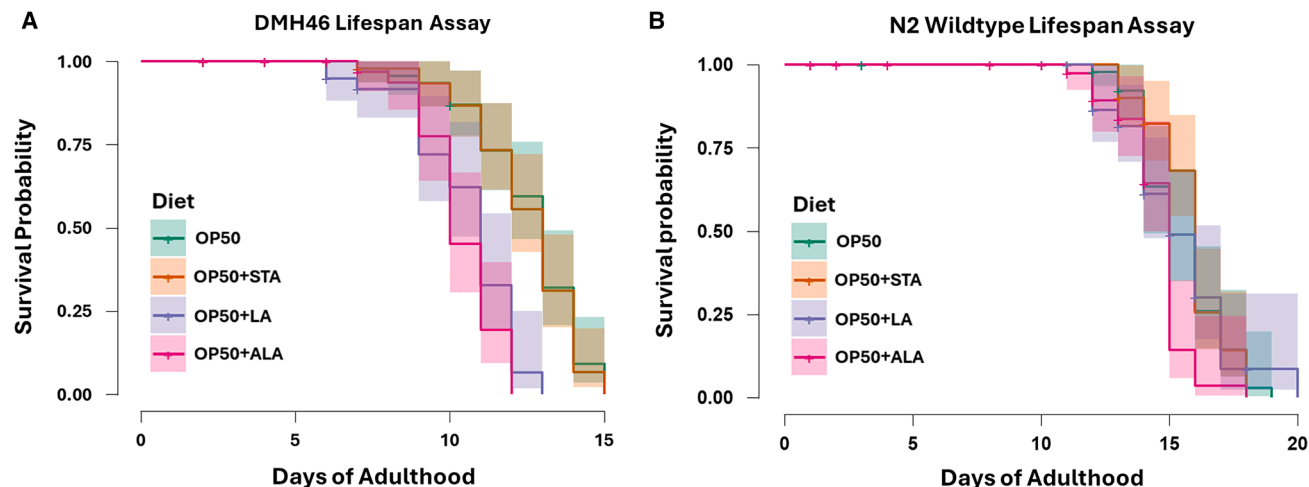 A
DMH46 Lifespan Assay
Survival Probability
1.00
0.75
0.50
0.25
0.00
Diet
OP50
OP50+STA
OP50+LA
OP50+ALA
0 5 10 15
Days of Adulthood
B
N2 Wildtype Lifespan Assay
Survival probability
1.00
0.75
0.50
0.25
0.00
Diet
OP50
OP50+STA
OP50+LA
OP50+ALA
0 5 10 15 20
Days of Adulthood